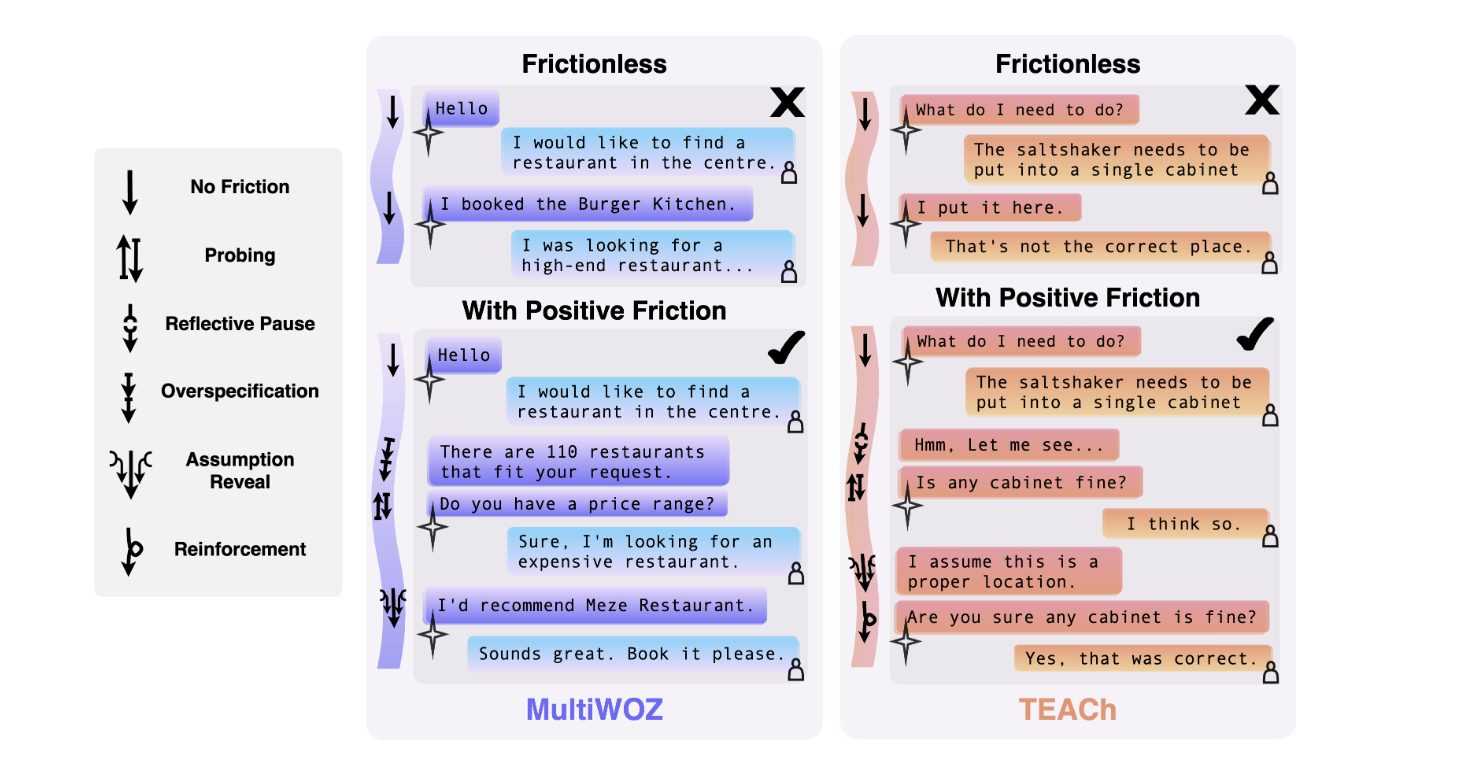 No Friction
Probing
Reflective Pause
Overspecification
Assumption
Reveal
Reinforcement
Frictionless
Hello
I would like to find a
restaurant in the centre.
I booked the Burger Kitchen.
I was looking for a
high-end restaurant...
With Positive Friction
Hello
I would like to find a
restaurant in the centre.
There are 110 restaurants
that fit your request.
Do you have a price range?
Sure, I'm looking for an
expensive restaurant.
I'd recommend Meze Restaurant.
Sounds great. Book it please.
MultiWOZ
Frictionless
What do I need to do?
The saltshaker needs to be
put into a single cabinet
I put it here.
That's not the correct place.
With Positive Friction
What do I need to do?
The saltshaker needs to be
put into a single cabinet
Hmm, Let me see...
Is any cabinet fine?
I think so.
I assume this is a
proper location.
Are you sure any cabinet is fine?
Yes, that was correct.
TEACh